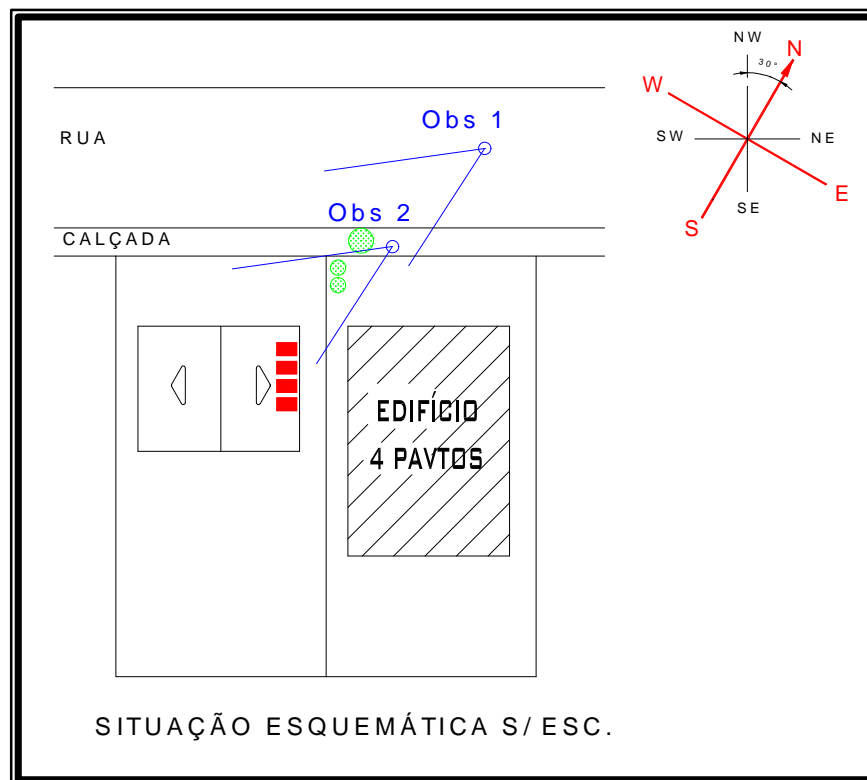 NW
N
30°
W
SW
NE
E
SE
S
Obs 1
RUA
Obs 2
CALÇADA
EDIFÍCIO
4 PAVTOS
SITUAÇÃO ESQUEMÁTICA S/ ESC.